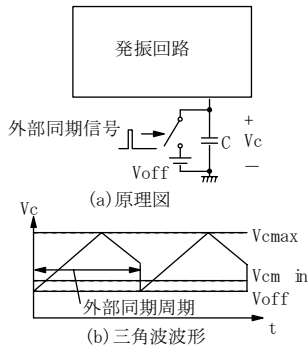 発振回路
外部同期信号
+
C Vc
Voff
—
(a)原理図
Vc
Vcmax
Vcm in
Voff
外部同期周期
t
(b)三角波波形